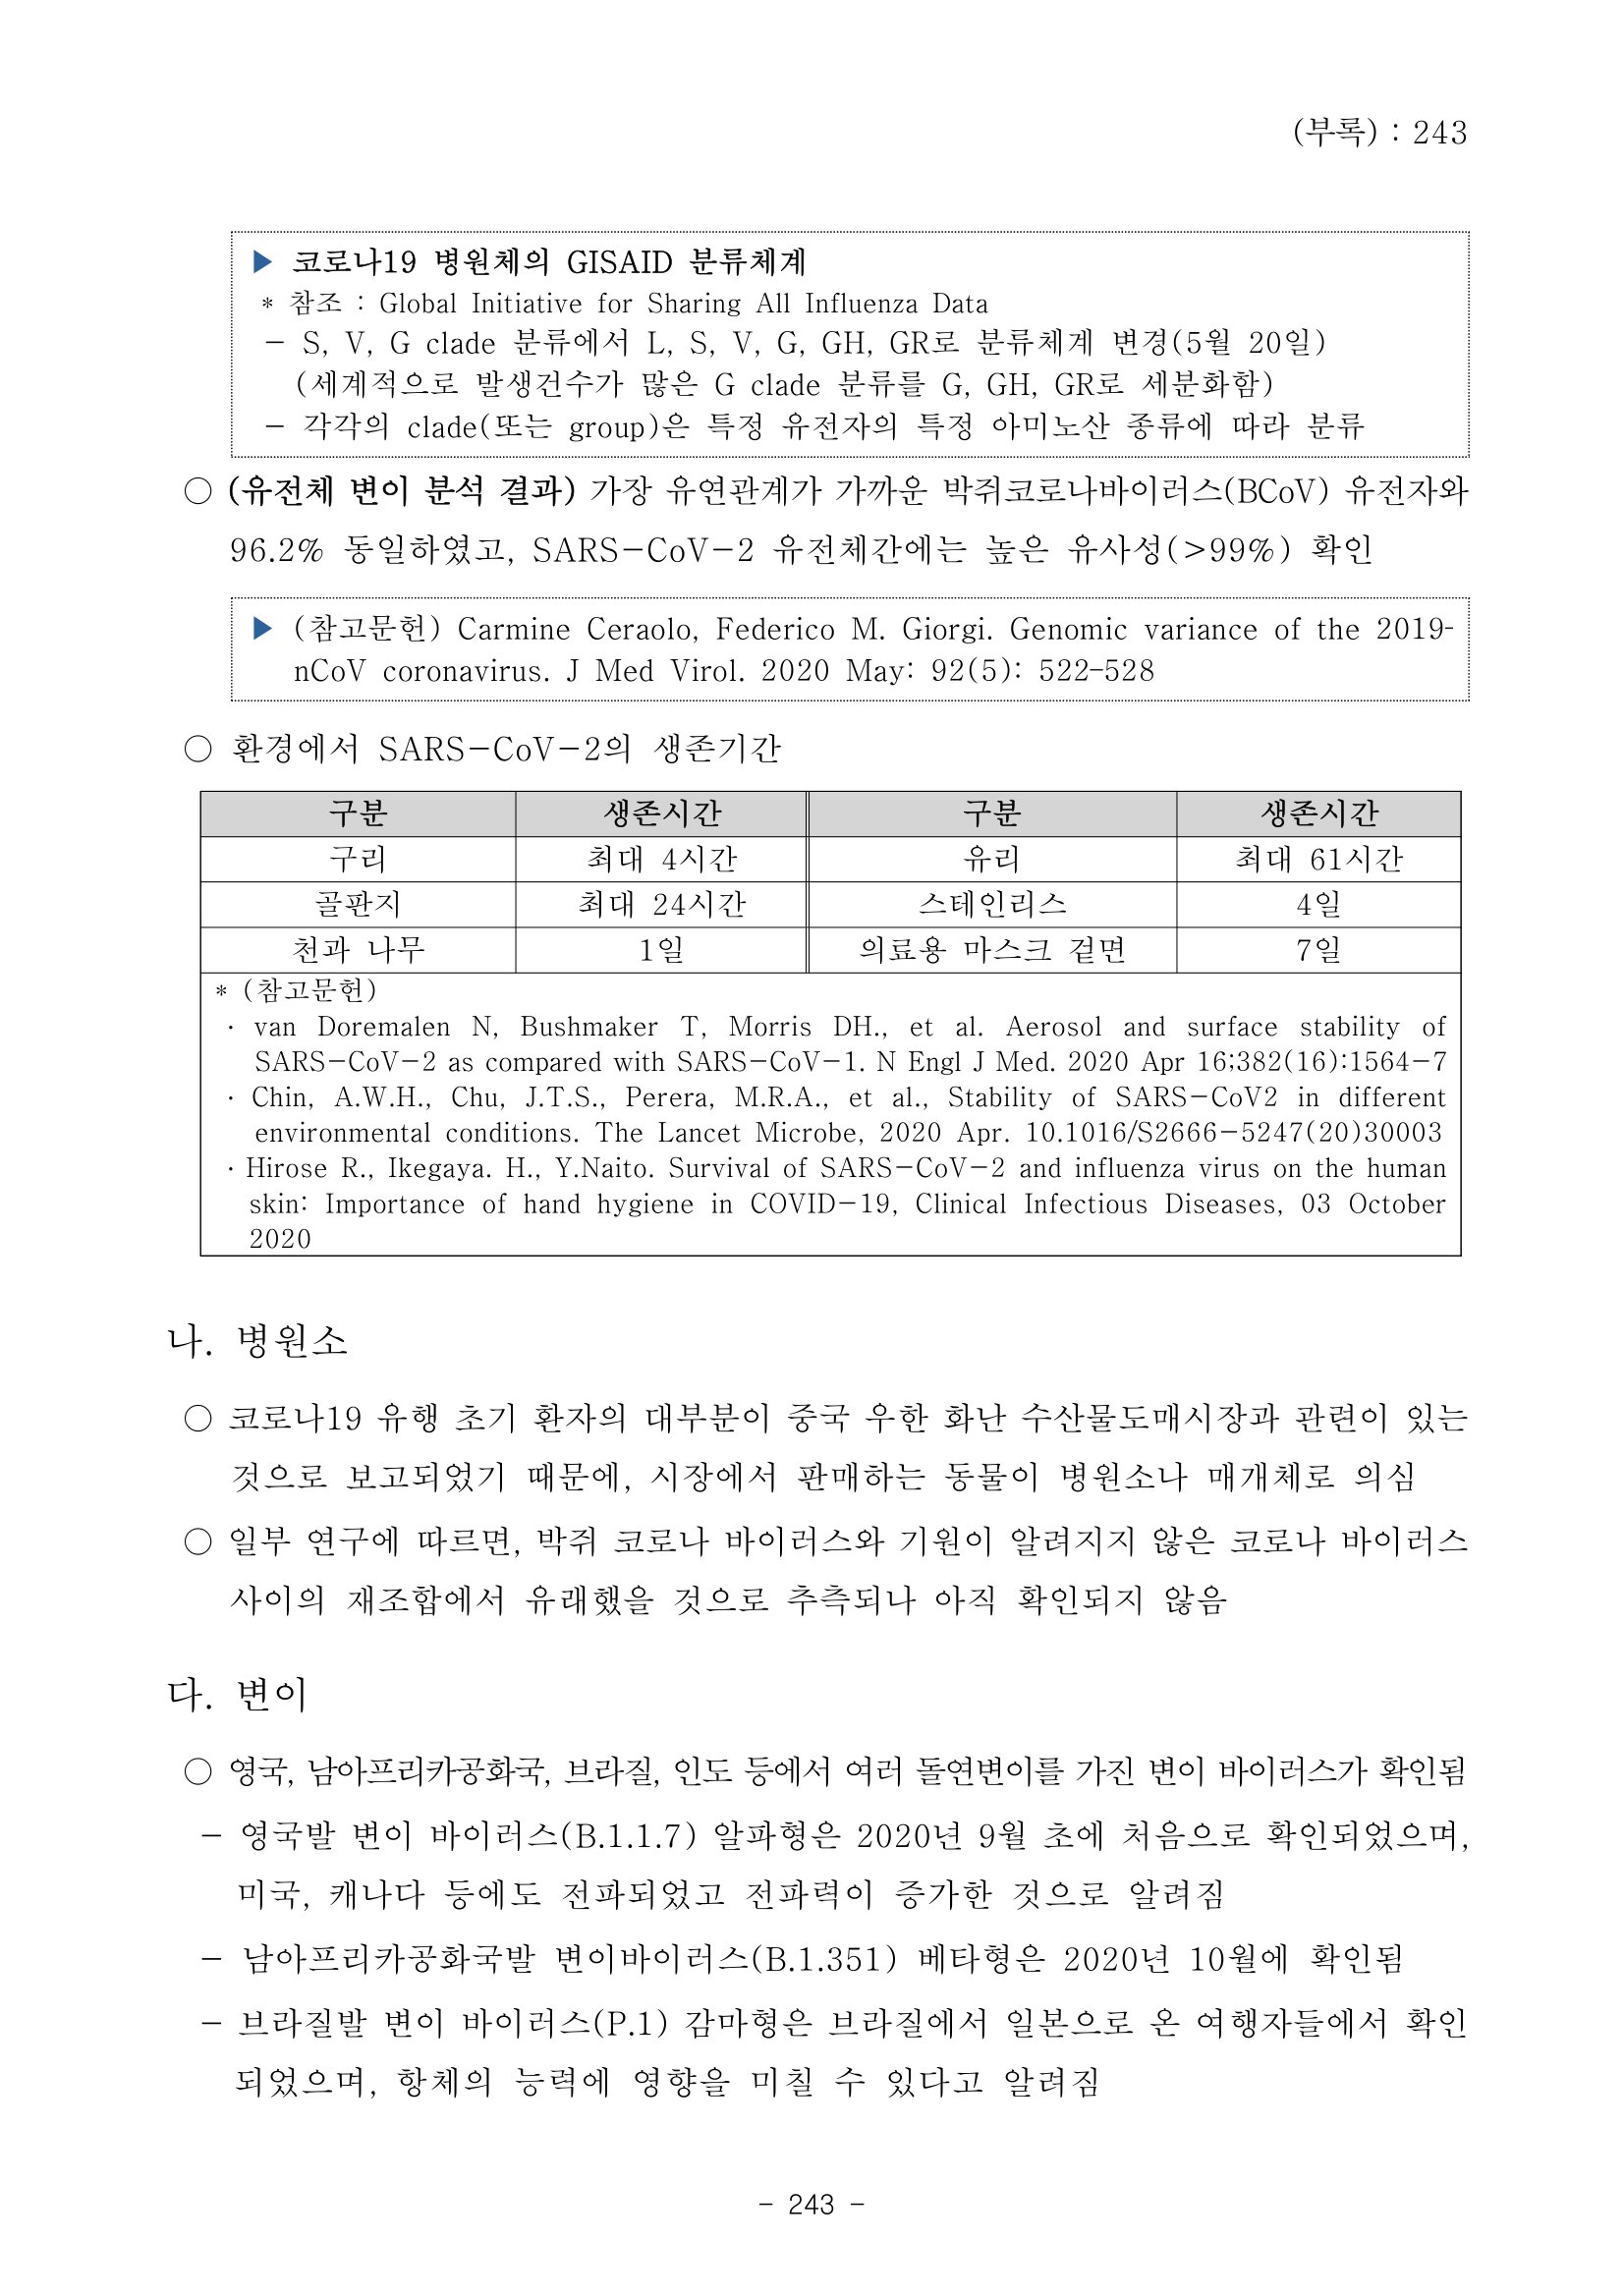 (부록) : 243
▶ 코로나19 병원체의 GISAID 분류체계
* 참조 : Global Initiative for Sharing All Influenza Data
- S, V, G clade 분류에서 L, S, V, G, GH, GR로 분류체계 변경(5월 20일)
(세계적으로 발생건수가 많은 G clade 분류를 G, GH, GR로 세분화함)
- 각각의 clade(또는 group)은 특정 유전자의 특정 아미노산 종류에 따라 분류
○ (유전체 변이 분석 결과) 가장 유연관계가 가까운 박쥐코로나바이러스(BCoV) 유전자와
96.2% 동일하였고, SARS-CoV-2 유전체간에는 높은 유사성(>99%) 확인
▶ (참고문헌) Carmine Ceraolo, Federico M. Giorgi. Genomic variance of the 2019-
nCoV coronavirus. J Med Virol. 2020 May: 92(5): 522-528
○ 환경에서 SARS-CoV-2의 생존기간
구분 생존시간 구분 생존시간
구리 최대 4시간 유리 최대 61시간
골판지 최대 24시간 스테인리스 4일
천과 나무 1일 의료용 마스크 겉면 7일
* (참고문헌)
· van Doremalen N, Bushmaker T, Morris DH., et al. Aerosol and surface stability of
SARS-CoV-2 as compared with SARS-CoV-1. N Engl J Med. 2020 Apr 16;382(16):1564-7
· Chin, A.W.H., Chu, J.T.S., Perera, M.R.A., et al., Stability of SARS-CoV2 in different
environmental conditions. The Lancet Microbe, 2020 Apr. 10.1016/S2666-5247(20)30003
· Hirose R., Ikegaya. H., Y.Naito. Survival of SARS-CoV-2 and influenza virus on the human
skin: Importance of hand hygiene in COVID-19, Clinical Infectious Diseases, 03 October
2020
나. 병원소
○ 코로나19 유행 초기 환자의 대부분이 중국 우한 화난 수산물도매시장과 관련이 있는
것으로 보고되었기 때문에, 시장에서 판매하는 동물이 병원소나 매개체로 의심
○ 일부 연구에 따르면, 박쥐 코로나 바이러스와 기원이 알려지지 않은 코로나 바이러스
사이의 재조합에서 유래했을 것으로 추측되나 아직 확인되지 않음
다. 변이
○ 영국, 남아프리카공화국, 브라질, 인도 등에서 여러 돌연변이를 가진 변이 바이러스가 확인됨
- 영국발 변이 바이러스(B.1.1.7) 알파형은 2020년 9월 초에 처음으로 확인되었으며,
미국, 캐나다 등에도 전파되었고 전파력이 증가한 것으로 알려짐
- 남아프리카공화국발 변이바이러스(B.1.351) 베타형은 2020년 10월에 확인됨
- 브라질발 변이 바이러스(P.1) 감마형은 브라질에서 일본으로 온 여행자들에서 확인
되었으며, 항체의 능력에 영향을 미칠 수 있다고 알려짐
- 243 -